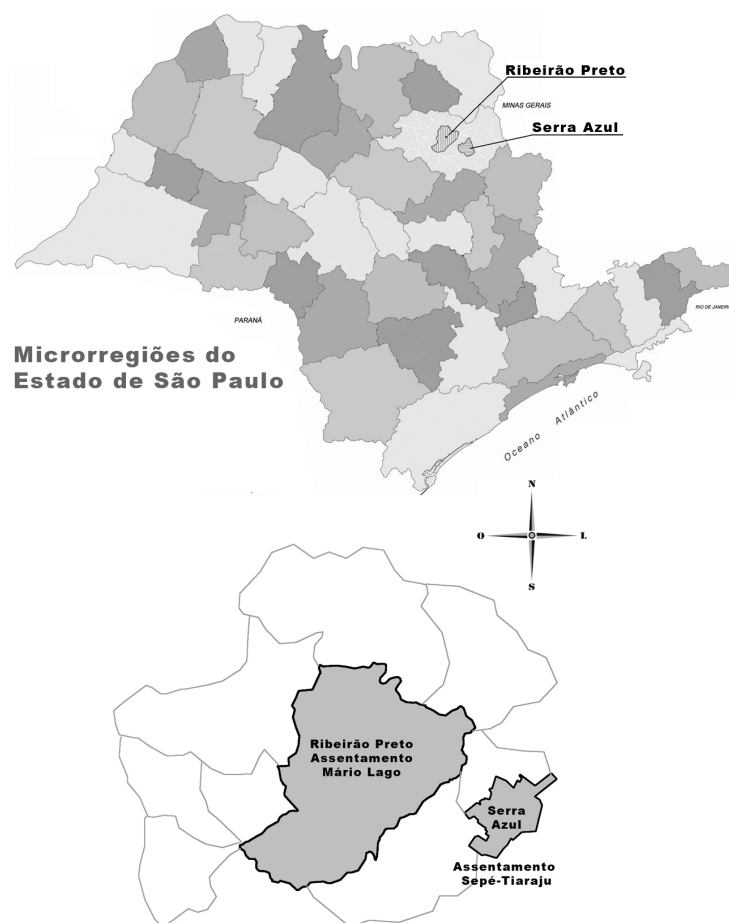 Ribeirão Preto
MINAS GERAIS
Serra Azul
RIO DE JANEIRO
PARANÁ
Microrregiões do
Estado de São Paulo
Oceano Atlântico
N
O
L
S
Ribeirão Preto
Assentamento
Mário Lago
Serra
Azul
Assentamento
Sepé-Tiaraju